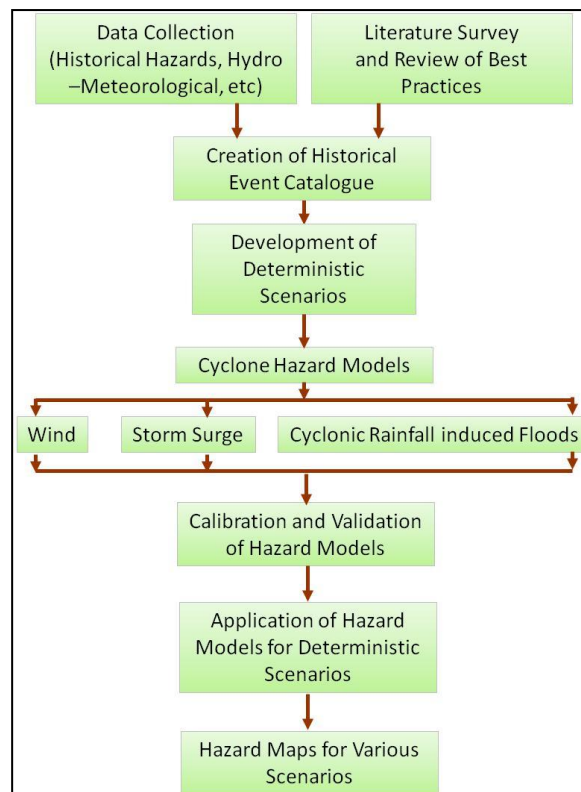 Data Collection
(Historical Hazards, Hydro
–Meteorological, etc)
Literature Survey
and Review of Best
Practices
Creation of Historical
Event Catalogue
Development of
Deterministic
Scenarios
Cyclone Hazard Models
Wind
Storm Surge
Cyclonic Rainfall induced Floods
Calibration and Validation
of Hazard Models
Application of Hazard
Models for Deterministic
Scenarios
Hazard Maps for Various
Scenarios